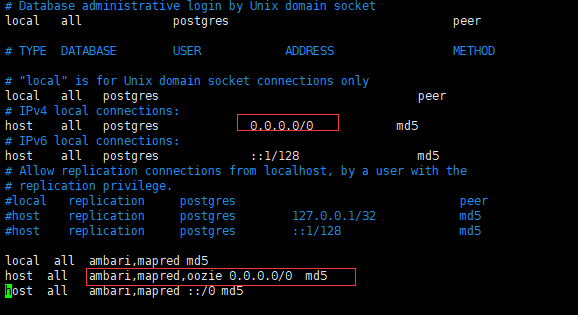 # Database administrative login by Unix domain socket
local   all             postgres                                peer

# TYPE  DATABASE        USER            ADDRESS                 METHOD

# "local" is for Unix domain socket connections only
local   all   postgres                                     peer
# IPv4 local connections:
host    all   postgres             0.0.0.0/0            md5
# IPv6 local connections:
host    all   postgres             ::1/128                 md5
# Allow replication connections from localhost, by a user with the
# replication privilege.
#local   replication     postgres                                peer
#host    replication     postgres        127.0.0.1/32            md5
#host    replication     postgres        ::1/128                 md5

local  all  ambari,mapred md5
host  all   ambari,mapred,oozie 0.0.0.0/0  md5
host  all   ambari,mapred ::/0 md5